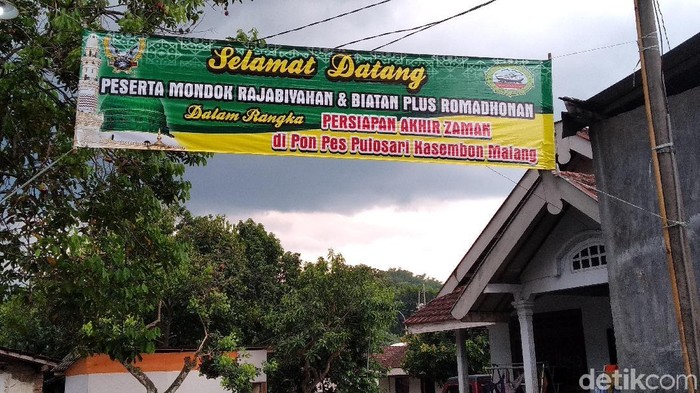 Selamat Datang
PESERTA MONDOK RAJABIYAHAN & BIATAN PLUS ROMADHONAN
Dalam Rangka PERSIAPAN AKHIR ZAMAN
di Pon Pes Pulosari Kasembon Malang
detikcom